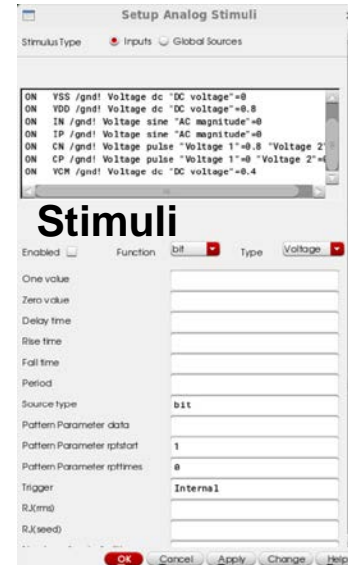 Setup Analog Stimuli
Stimulus Type Inputs Global Sources
ON VSS /gnd! Voltage dc "DC voltage"=0
ON VDD /gnd! Voltage dc "DC voltage"=0.8
ON IN /gnd! Voltage sine "AC magnitude"=0
ON IP /gnd! Voltage sine "AC magnitude"=0
ON CN /gnd! Voltage pulse "Voltage 1"=0.8 "Voltage 2"
ON CP /gnd! Voltage pulse "Voltage 1"=0 "Voltage 2"=
ON VCM /gnd! Voltage dc "DC voltage"=0.4
Stimuli
Enabled Function bit Type Voltage
One value
Zero value
Delay time
Rise time
Fall time
Period
Source type bit
Pattern Parameter data
Pattern Parameter rptstart 1
Pattern Parameter rpttimes 0
Trigger Internal
RJ(rms)
RJ(seed)
OK Cancel Apply Change Help